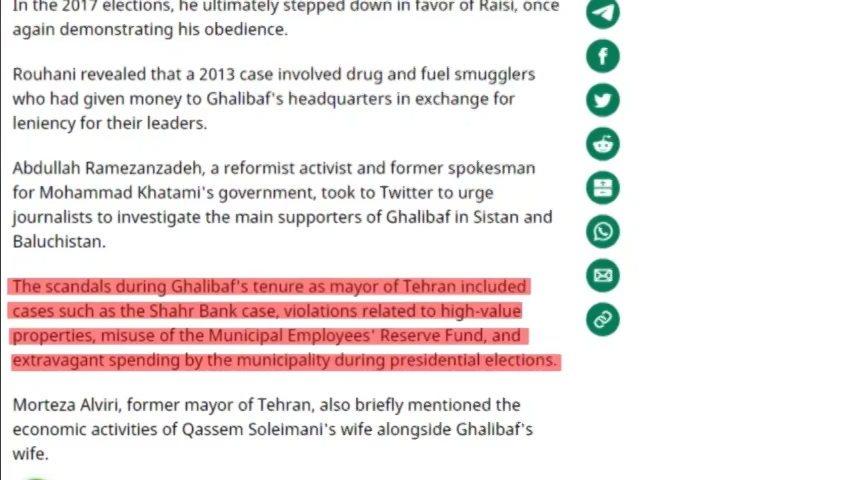 In the 2017 elections, he ultimately stepped down in favor of Raisi, once
again demonstrating his obedience.
Rouhani revealed that a 2013 case involved drug and fuel smugglers
who had given money to Ghalibaf's headquarters in exchange for
leniency for their leaders.
Abdullah Ramezanzadeh, a reformist activist and former spokesman
for Mohammad Khatami's government, took to Twitter to urge
journalists to investigate the main supporters of Ghalibaf in Sistan and
Baluchistan.
The scandals during Ghalibaf's tenure as mayor of Tehran included
cases such as the Shahr Bank case, violations related to high-value
properties, misuse of the Municipal Employees' Reserve Fund, and
extravagant spending by the municipality during presidential elections.
Morteza Alviri, former mayor of Tehran, also briefly mentioned the
economic activities of Qassem Soleimani's wife alongside Ghalibaf's
wife.